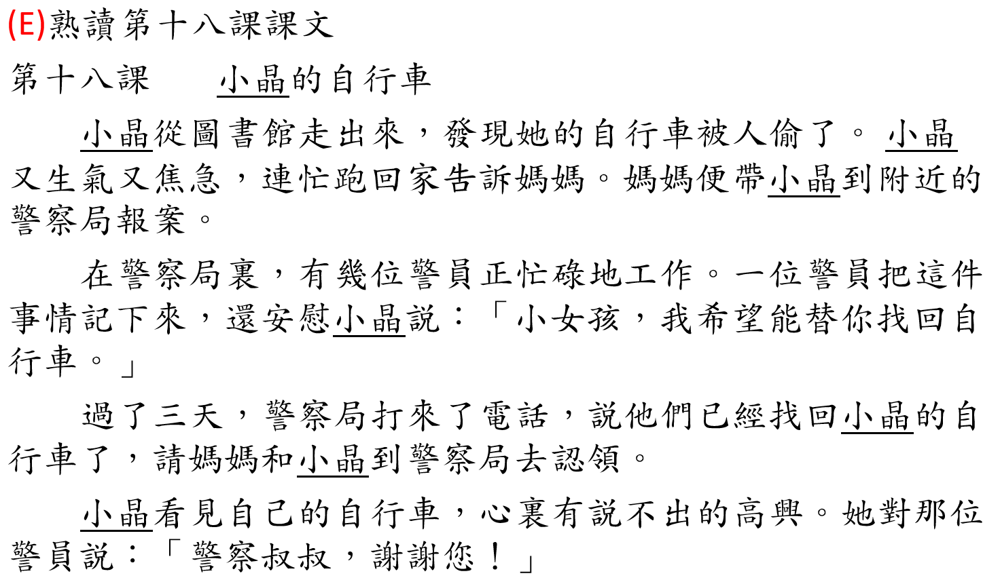 (E)熟讀第十八課課文
第十八課　　小晶的自行車
小晶從圖書館走出來，發現她的自行車被人偷了。小晶
又生氣又焦急，連忙跑回家告訴媽媽。媽媽便帶小晶到附近的
警察局報案。
在警察局裏，有幾位警員正忙碌地工作。一位警員把這件
事情記下來，還安慰小晶説：「小女孩，我希望能替你找回自
行車。」
過了三天，警察局打來了電話，説他們已經找回小晶的自
行車了，請媽媽和小晶到警察局去認領。
小晶看見自己的自行車，心裏有説不出的高興。她對那位
警員説：「警察叔叔，謝謝您！」